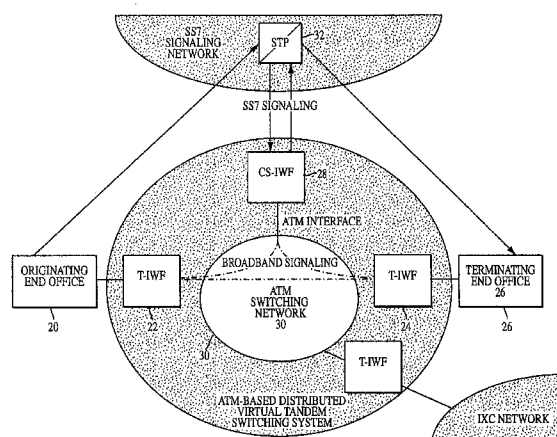 SS7 SIGNALING
NETWORK
STP
32
SS7 SIGNALING
CS-IWF
28
ATM INTERFACE
BROADBAND SIGNALING
ORIGINATING
END OFFICE
20
T-IWF
22
ATM
SWITCHING
NETWORK
30
30
T-IWF
24
TERMINATING
END OFFICE
26
26
T-IWF
ATM-BASED DISTRIBUTED
VIRTUAL TANDEM
SWITCHING SYSTEM
IXC NETWORK